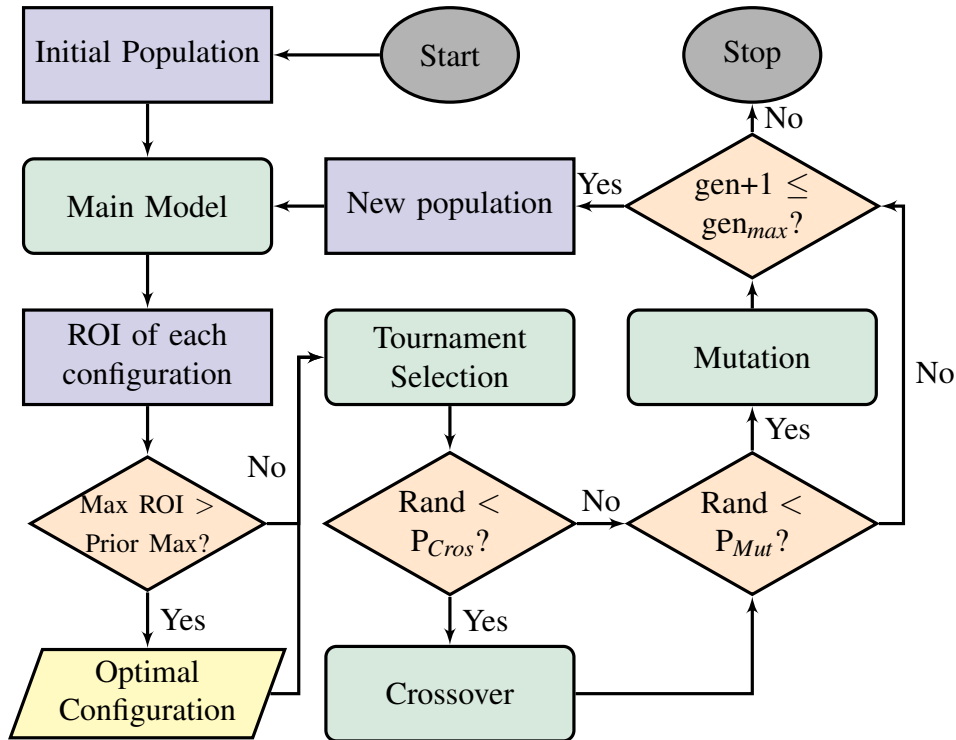 Initial Population
Start
Stop
No
Main Model
New population
Yes
gen+1 ≤
gen_max?
ROI of each
configuration
Tournament
Selection
Mutation
No
Yes
No
Max ROI >
Prior Max?
Rand <
P_Cros?
No
Rand <
P_Mut?
Yes
Yes
Optimal
Configuration
Crossover